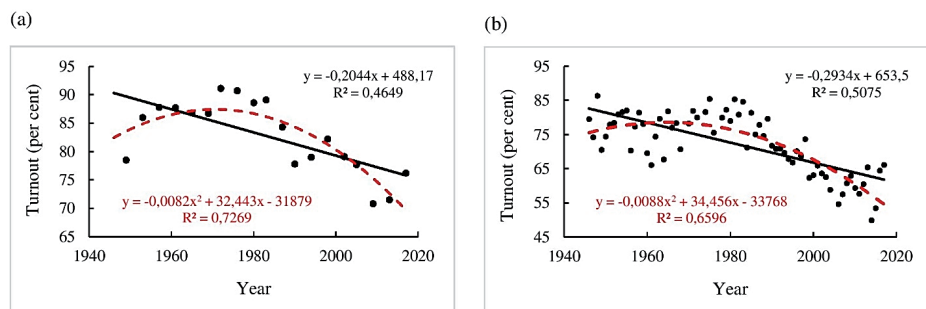 (a)
Turnout (per cent)
95
90
85
80
75
70
65
1940
1960
1980
2000
2020
Year
y = -0,2044x + 488,17
R² = 0,4649
y = -0,0082x² + 32,443x - 31879
R² = 0,7269
(b)
Turnout (per cent)
95
85
75
65
55
45
1940
1960
1980
2000
2020
Year
y = -0,2934x + 653,5
R² = 0,5075
y = -0,0088x² + 34,456x - 33768
R² = 0,6596